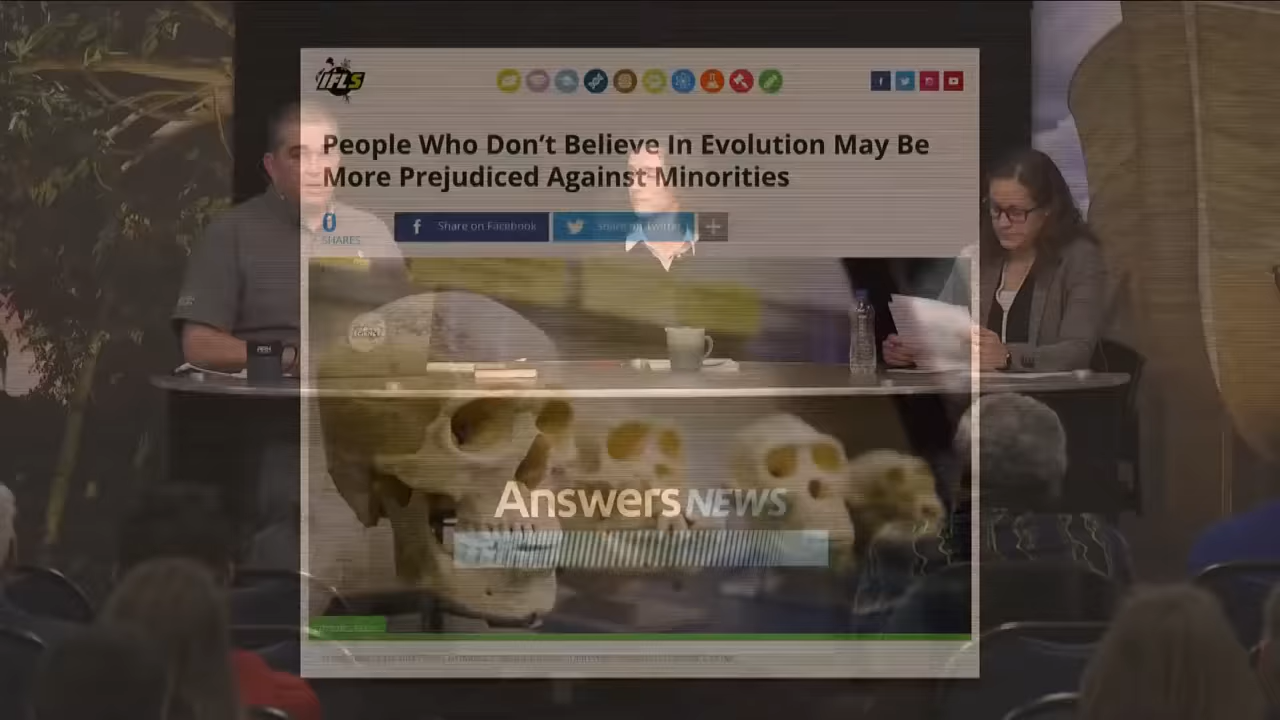 IFLS
People Who Don't Believe In Evolution May Be
More Prejudiced Against Minorities
0
SHARES
Share on Facebook
Share on Twitter
Answers NEWS